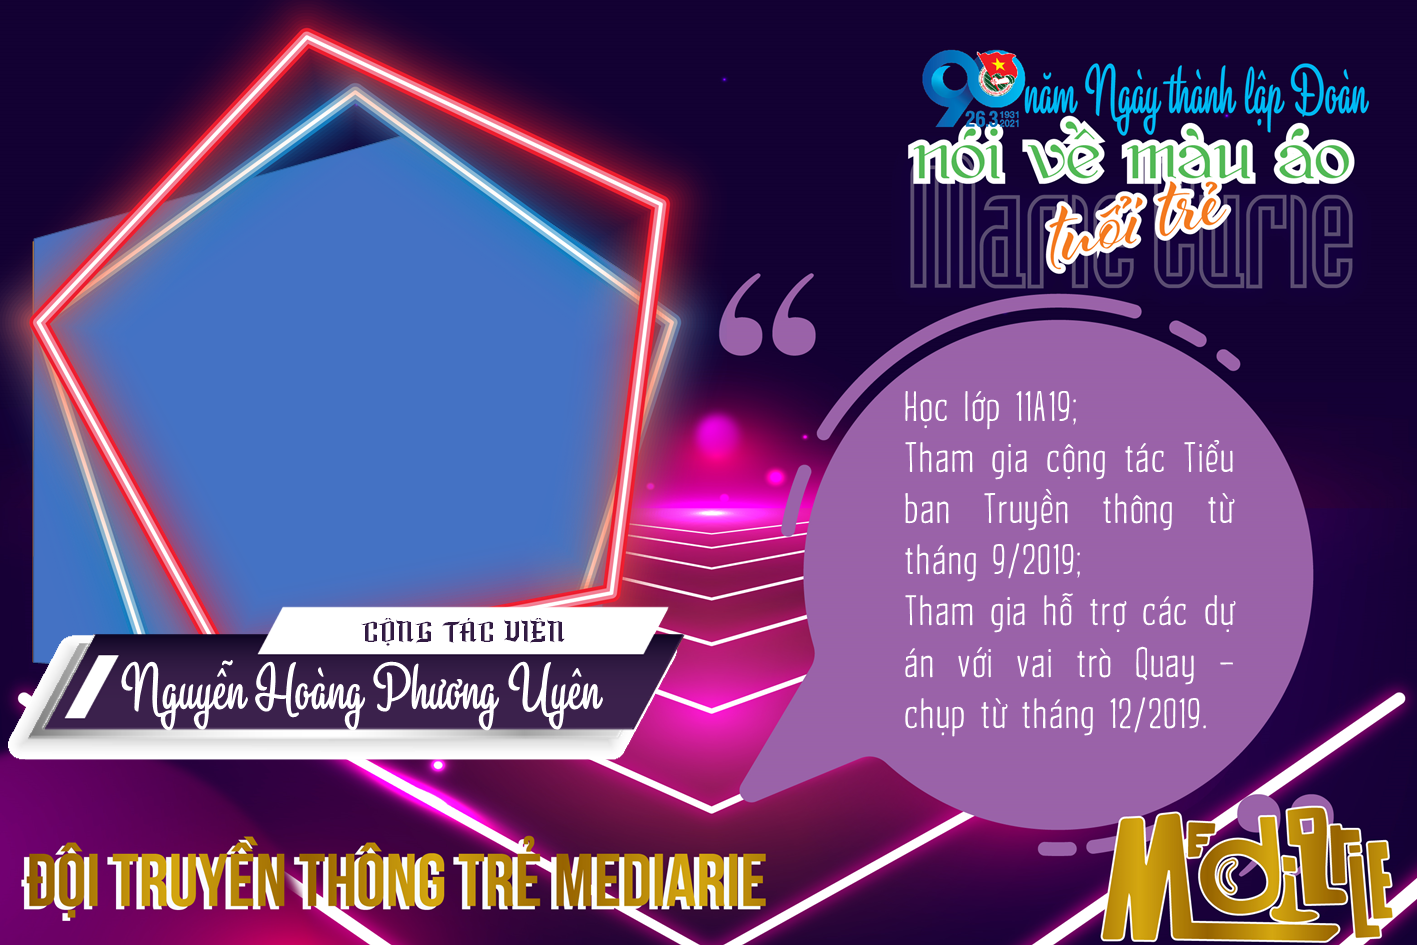 90 năm Ngày thành lập Đoàn
26.3 1931 2021
nói về màu áo
tuổi trẻ
Marie Curie
“
Học lớp 11A19;
Tham gia cộng tác Tiểu
ban Truyền thông từ
tháng 9/2019;
Tham gia hỗ trợ các dự
án với vai trò Quay –
chụp từ tháng 12/2019.
”
CỘNG TÁC VIÊN
Nguyễn Hoàng Phương Uyên
ĐỘI TRUYỀN THÔNG TRẺ MEDIARIE
MEDIARIE